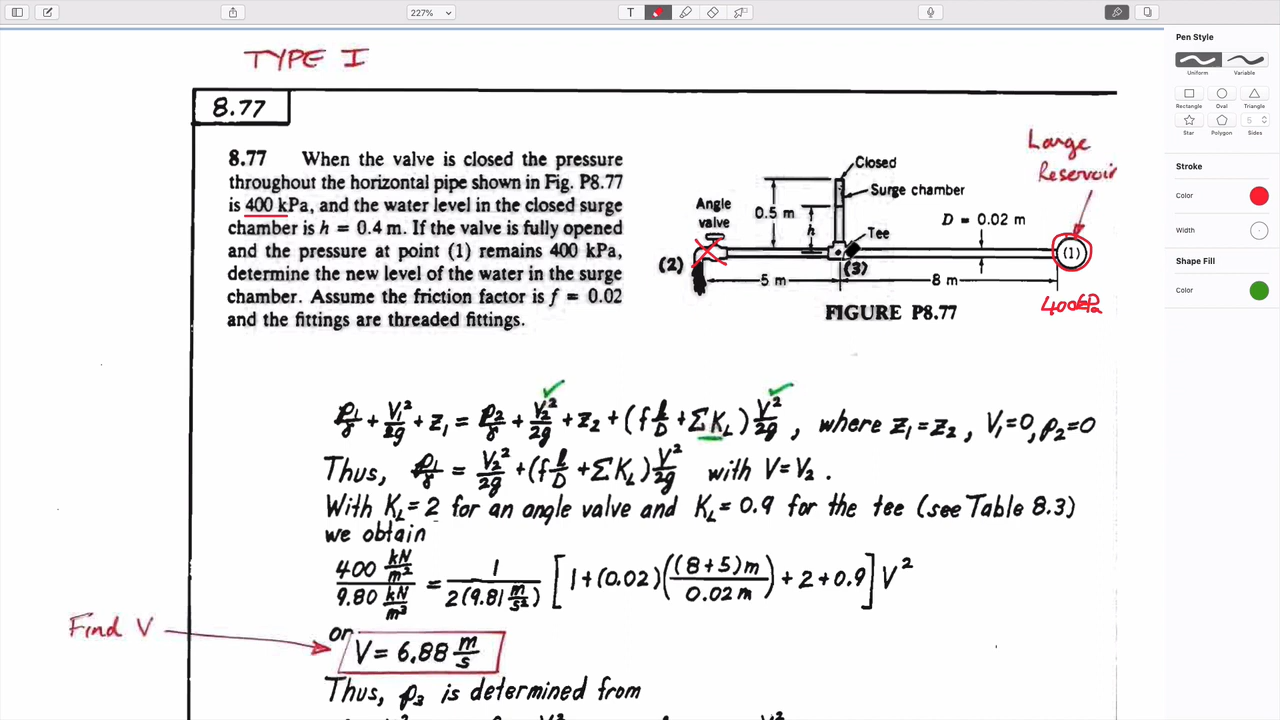 227%
T
TYPE I
Pen Style
Uniform
Variable
Rectangle
Oval
Triangle
Star
Polygon
5
Sides
Stroke
Color
Width
Shape Fill
Color
8.77
8.77 When the valve is closed the pressure
throughout the horizontal pipe shown in Fig. P8.77
is 400 kPa, and the water level in the closed surge
chamber is h = 0.4 m. If the valve is fully opened
and the pressure at point (1) remains 400 kPa,
determine the new level of the water in the surge
chamber. Assume the friction factor is f = 0.02
and the fittings are threaded fittings.
Large
Reservoir
Closed
Surge chamber
Angle
valve
0.5 m
h
Tee
D = 0.02 m
(2)
(3)
(1)
5 m
8 m
400kPa
FIGURE P8.77
p₁/γ + V₁²/2g + z₁ = p₂/γ + V₂²/2g + z₂ + (f l/D + ΣK_L) V²/2g , where z₁=z₂, V₁=0, p₂=0
Thus, p₁/γ = V₂²/2g + (f l/D + ΣK_L) V²/2g with V=V₂.
With K_L=2 for an angle valve and K_L=0.9 for the tee (see Table 8.3)
we obtain
400 kN/m² / 9.80 kN/m³ = 1 / 2(9.81 m/s²) [1+(0.02)((8+5)m / 0.02m)+2+0.9] V²
or
Find V
V= 6.88 m/s
Thus, p₃ is determined from